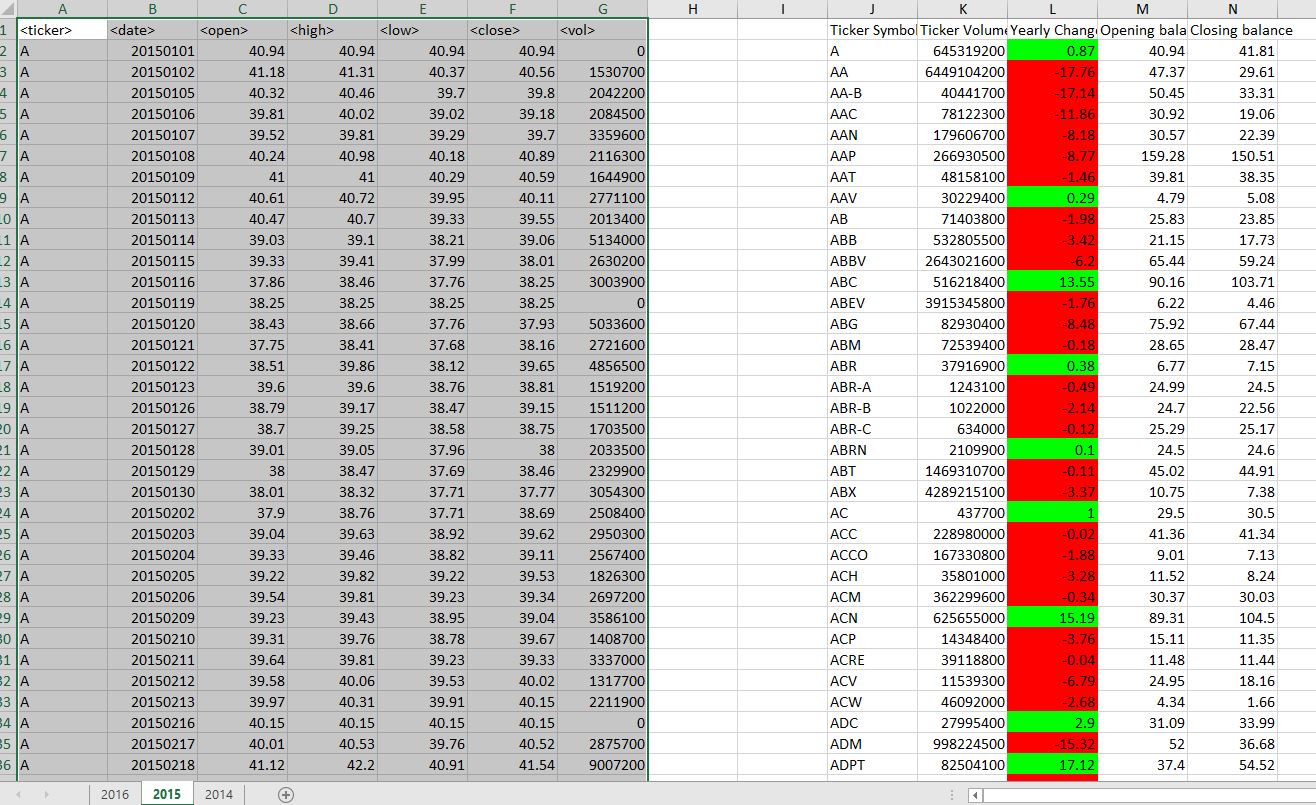 A B C D E F G H I J K L M N
1 <ticker> <date> <open> <high> <low> <close> <vol> Ticker Symbol Ticker Volume Yearly Chang Opening bala Closing balance
2 A 20150101 40.94 40.94 40.94 40.94 0 A 645319200 0.87 40.94 41.81
3 A 20150102 41.18 41.31 40.37 40.56 1530700 AA 6449104200 -17.76 47.37 29.61
4 A 20150105 40.32 40.46 39.7 39.8 2042200 AA-B 40441700 -17.14 50.45 33.31
5 A 20150106 39.81 40.02 39.02 39.18 2084500 AAC 78122300 -11.86 30.92 19.06
6 A 20150107 39.52 39.81 39.29 39.7 3359600 AAN 179606700 -8.18 30.57 22.39
7 A 20150108 40.24 40.98 40.18 40.89 2116300 AAP 266930500 -8.77 159.28 150.51
8 A 20150109 41 41 40.29 40.59 1644900 AAT 48158100 -1.46 39.81 38.35
9 A 20150112 40.61 40.72 39.95 40.11 2771100 AAV 30229400 0.29 4.79 5.08
10 A 20150113 40.47 40.7 39.33 39.55 2013400 AB 71403800 -1.98 25.83 23.85
11 A 20150114 39.03 39.1 38.21 39.06 5134000 ABB 532805500 -3.42 21.15 17.73
12 A 20150115 39.33 39.41 37.99 38.01 2630200 ABBV 2643021600 -6.2 65.44 59.24
13 A 20150116 37.86 38.46 37.76 38.25 3003900 ABC 516218400 13.55 90.16 103.71
14 A 20150119 38.25 38.25 38.25 38.25 0 ABEV 3915345800 -1.76 6.22 4.46
15 A 20150120 38.43 38.66 37.76 37.93 5033600 ABG 82930400 -8.48 75.92 67.44
16 A 20150121 37.75 38.41 37.68 38.16 2721600 ABM 72539400 -0.18 28.65 28.47
17 A 20150122 38.51 39.86 38.12 39.65 4856500 ABR 37916900 0.38 6.77 7.15
18 A 20150123 39.6 39.6 38.76 38.81 1519200 ABR-A 1243100 -0.49 24.99 24.5
19 A 20150126 38.79 39.17 38.47 39.15 1511200 ABR-B 1022000 -2.14 24.7 22.56
20 A 20150127 38.7 39.25 38.58 38.75 1703500 ABR-C 634000 -0.12 25.29 25.17
21 A 20150128 39.01 39.05 37.96 38 2033500 ABRN 2109900 0.1 24.5 24.6
22 A 20150129 38 38.47 37.69 38.46 2329900 ABT 1469310700 -0.11 45.02 44.91
23 A 20150130 38.01 38.32 37.71 37.77 3054300 ABX 4289215100 -3.37 10.75 7.38
24 A 20150202 37.9 38.76 37.71 38.69 2508400 AC 437700 1 29.5 30.5
25 A 20150203 39.04 39.63 38.92 39.62 2950300 ACC 228980000 -0.02 41.36 41.34
26 A 20150204 39.33 39.46 38.82 39.11 2567400 ACCO 167330800 -1.88 9.01 7.13
27 A 20150205 39.22 39.82 39.22 39.53 1826300 ACH 35801000 -3.28 11.52 8.24
28 A 20150206 39.54 39.81 39.23 39.34 2697200 ACM 362299600 -0.34 30.37 30.03
29 A 20150209 39.23 39.43 38.95 39.04 3586100 ACN 625655000 15.19 89.31 104.5
30 A 20150210 39.31 39.76 38.78 39.67 1408700 ACP 14348400 -3.76 15.11 11.35
31 A 20150211 39.64 39.81 39.23 39.33 3337000 ACRE 39118800 -0.04 11.48 11.44
32 A 20150212 39.58 40.06 39.53 40.02 1317700 ACV 11539300 -6.79 24.95 18.16
33 A 20150213 39.97 40.31 39.91 40.15 2211900 ACW 46092000 -2.68 4.34 1.66
34 A 20150216 40.15 40.15 40.15 40.15 0 ADC 27995400 2.9 31.09 33.99
35 A 20150217 40.01 40.53 39.76 40.52 2875700 ADM 998224500 -15.32 52 36.68
36 A 20150218 41.12 42.2 40.91 41.54 9007200 ADPT 82504100 17.12 37.4 54.52
2016 2015 2014